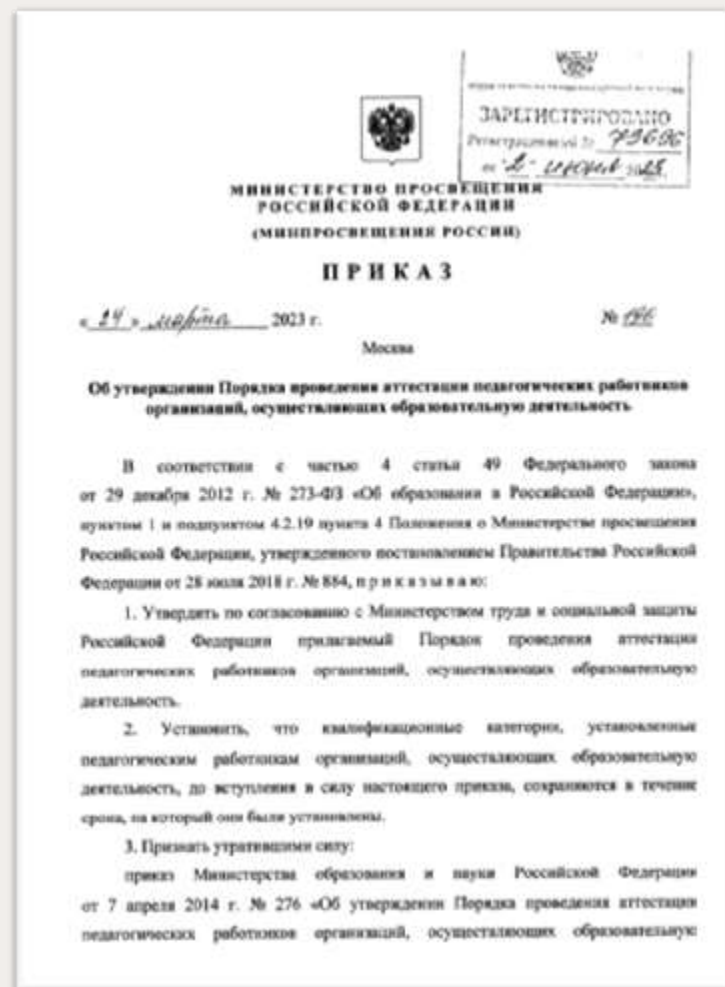 ЗАРЕГИСТРИРОВАНО
Регистрационный № 73696
от "2" июня 2023
МИНИСТЕРСТВО ПРОСВЕЩЕНИЯ
РОССИЙСКОЙ ФЕДЕРАЦИИ
(МИНПРОСВЕЩЕНИЯ РОССИИ)
ПРИКАЗ
« 24 » марта 2023 г. № 196
Москва
Об утверждении Порядка проведения аттестации педагогических работников
организаций, осуществляющих образовательную деятельность
В соответствии с частью 4 статьи 49 Федерального закона
от 29 декабря 2012 г. № 273-ФЗ «Об образовании в Российской Федерации»,
пунктом 1 и подпунктом 4.2.19 пункта 4 Положения о Министерстве просвещения
Российской Федерации, утвержденного постановлением Правительства Российской
Федерации от 28 июля 2018 г. № 884, п р и к а з ы в а ю:
1. Утвердить по согласованию с Министерством труда и социальной защиты
Российской Федерации прилагаемый Порядок проведения аттестации
педагогических работников организаций, осуществляющих образовательную
деятельность.
2. Установить, что квалификационные категории, установленные
педагогическим работникам организаций, осуществляющих образовательную
деятельность, до вступления в силу настоящего приказа, сохраняются в течение
срока, на который они были установлены.
3. Признать утратившими силу:
приказ Министерства образования и науки Российской Федерации
от 7 апреля 2014 г. № 276 «Об утверждении Порядка проведения аттестации
педагогических работников организаций, осуществляющих образовательную